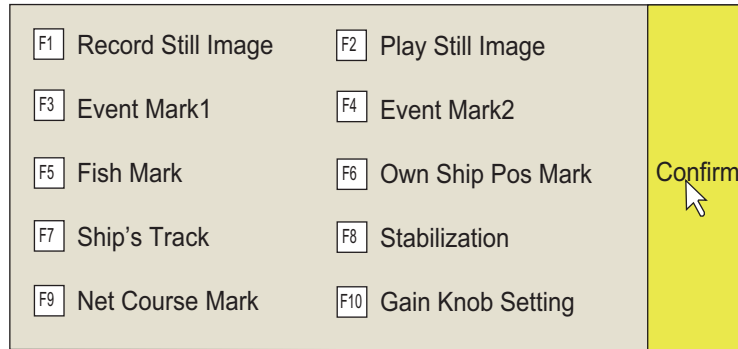 F1 Record Still Image F2 Play Still Image
F3 Event Mark1 F4 Event Mark2
F5 Fish Mark F6 Own Ship Pos Mark Confirm
F7 Ship's Track F8 Stabilization
F9 Net Course Mark F10 Gain Knob Setting